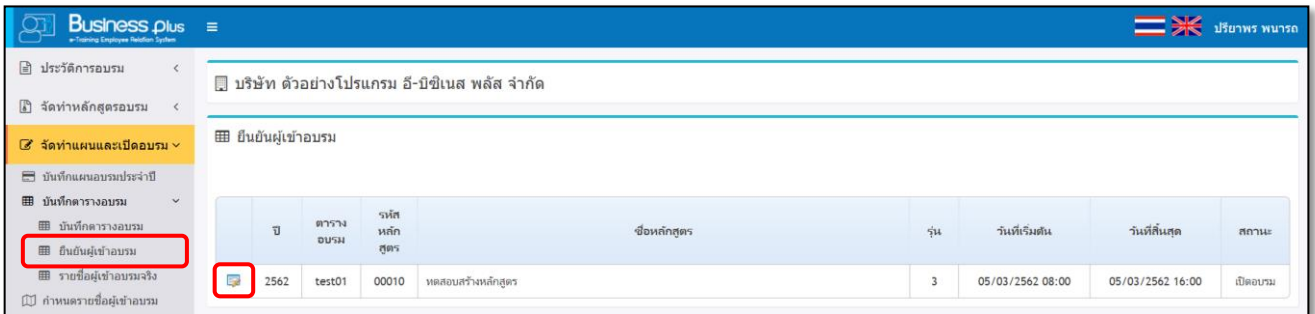 Business Plus
e-Training Employee Relation System
ปรียาพร พนารถ
ประวัติการอบรม
จัดทำหลักสูตรอบรม
จัดทำแผนและเปิดอบรม
บันทึกแผนอบรมประจำปี
บันทึกตารางอบรม
บันทึกตารางอบรม
ยืนยันผู้เข้าอบรม
รายชื่อผู้เข้าอบรมจริง
กำหนดรายชื่อผู้เข้าอบรม
บริษัท ตัวอย่างโปรแกรม อี-บิซิเนส พลัส จำกัด
ยืนยันผู้เข้าอบรม
ปี ตารางอบรม รหัสหลักสูตร ชื่อหลักสูตร รุ่น วันที่เริ่มต้น วันที่สิ้นสุด สถานะ
2562 test01 00010 ทดสอบสร้างหลักสูตร 3 05/03/2562 08:00 05/03/2562 16:00 เปิดอบรม